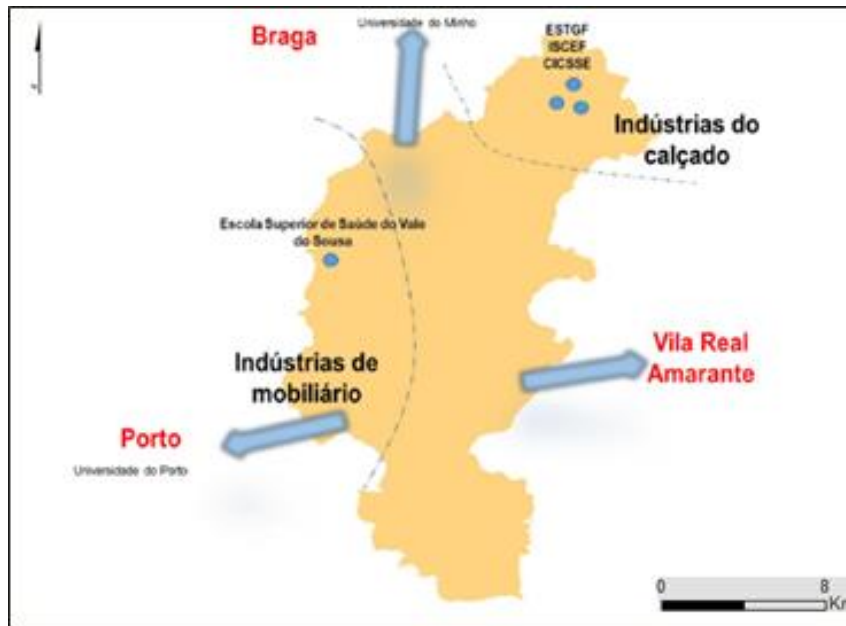 Universidade do Minho
Braga
ESTGF
ISCEF
CICSSE
Indústrias do
calçado
Escola Superior de Saúde do Vale
do Sousa
Vila Real
Amarante
Indústrias de
mobiliário
Porto
Universidade do Porto
0 8
Km